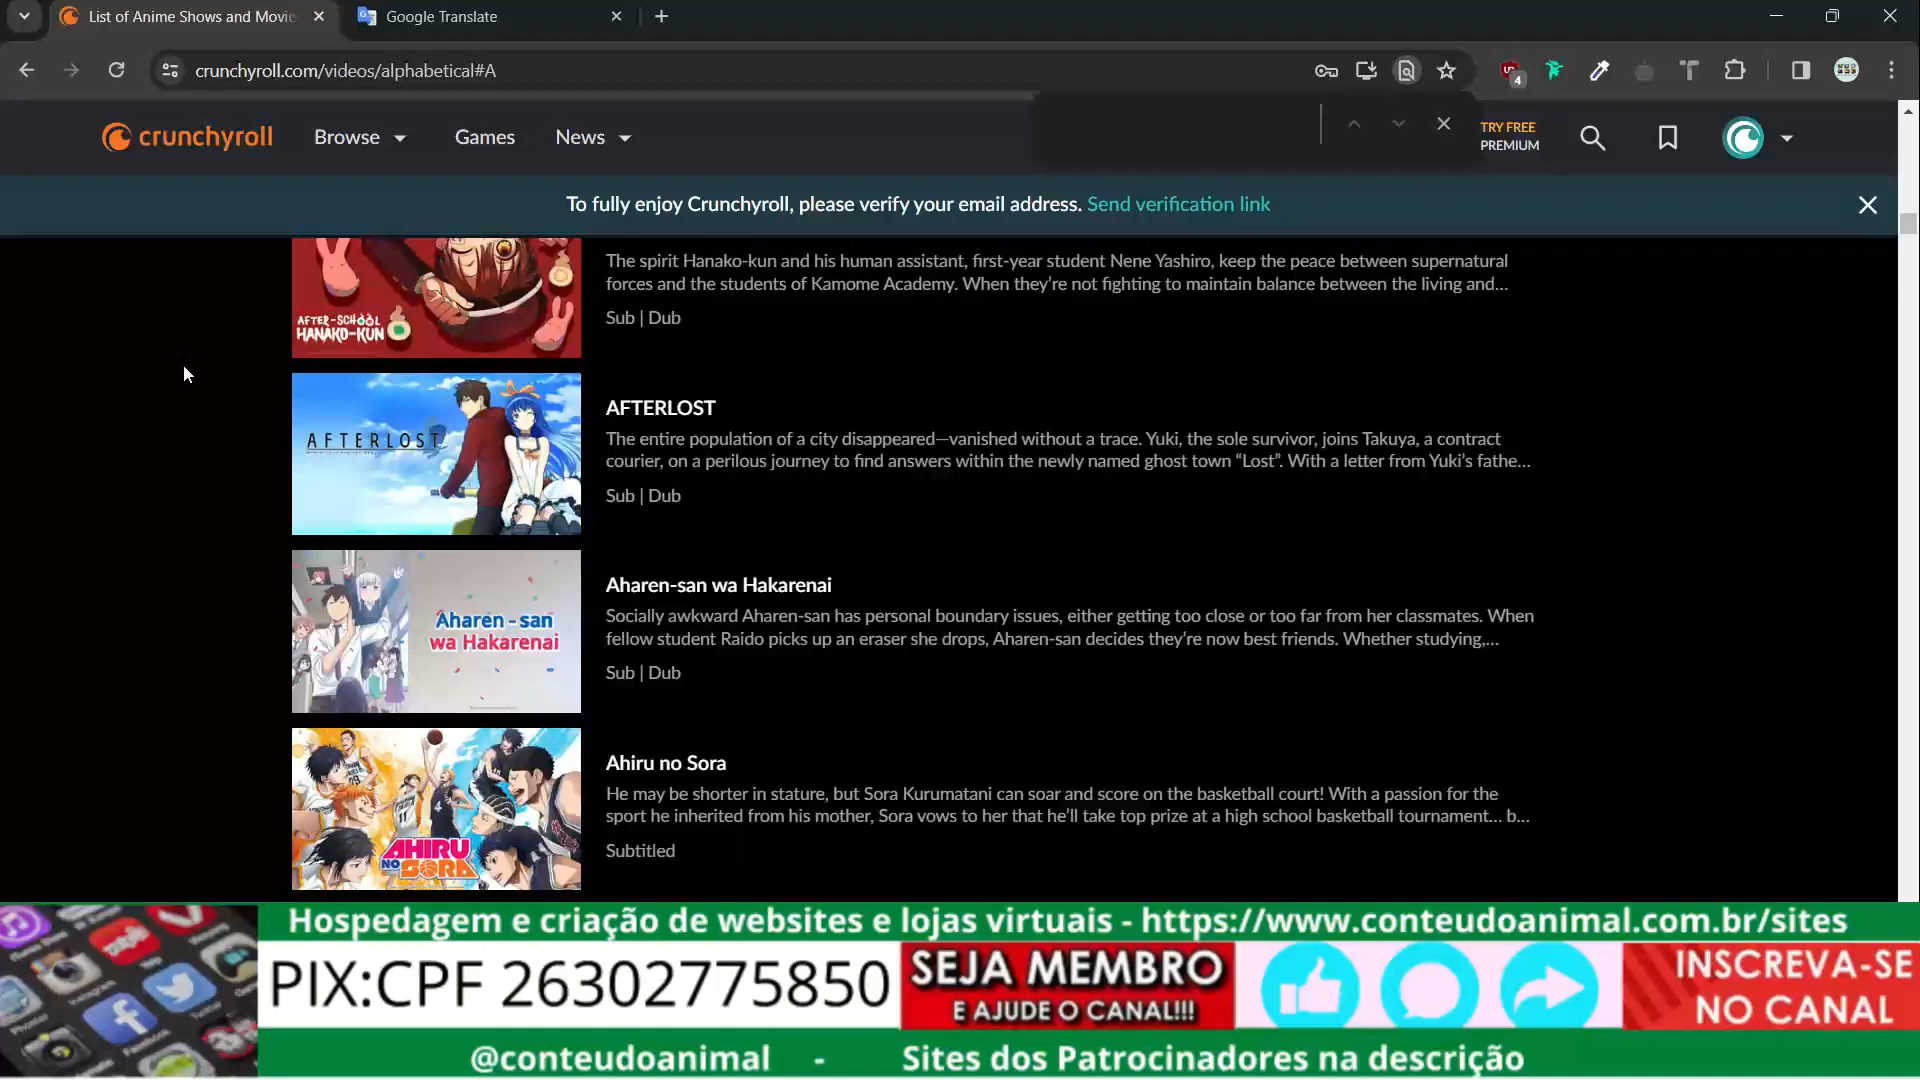 List of Anime Shows and Movie
Google Translate
crunchyroll.com/videos/alphabetical#A
4
crunchyroll
Browse
Games
News
TRY FREE
PREMIUM
To fully enjoy Crunchyroll, please verify your email address. Send verification link
AFTER-SCHOOL
HANAKO-KUN
The spirit Hanako-kun and his human assistant, first-year student Nene Yashiro, keep the peace between supernatural
forces and the students of Kamome Academy. When they're not fighting to maintain balance between the living and...
Sub | Dub
AFTERLOST
AFTERLOST
The entire population of a city disappeared—vanished without a trace. Yuki, the sole survivor, joins Takuya, a contract
courier, on a perilous journey to find answers within the newly named ghost town “Lost”. With a letter from Yuki's fathe...
Sub | Dub
Aharen-san
wa Hakarenai
Aharen-san wa Hakarenai
Socially awkward Aharen-san has personal boundary issues, either getting too close or too far from her classmates. When
fellow student Raido picks up an eraser she drops, Aharen-san decides they're now best friends. Whether studying,...
Sub | Dub
AHIRU
NO SORA
Ahiru no Sora
He may be shorter in stature, but Sora Kurumatani can soar and score on the basketball court! With a passion for the
sport he inherited from his mother, Sora vows to her that he'll take top prize at a high school basketball tournament... b...
Subtitled
Hospedagem e criação de websites e lojas virtuais - https://www.conteudoanimal.com.br/sites
PIX:CPF 26302775850
SEJA MEMBRO
E AJUDE O CANAL!!!
INSCREVA-SE
NO CANAL
@conteudoanimal - Sites dos Patrocinadores na descrição